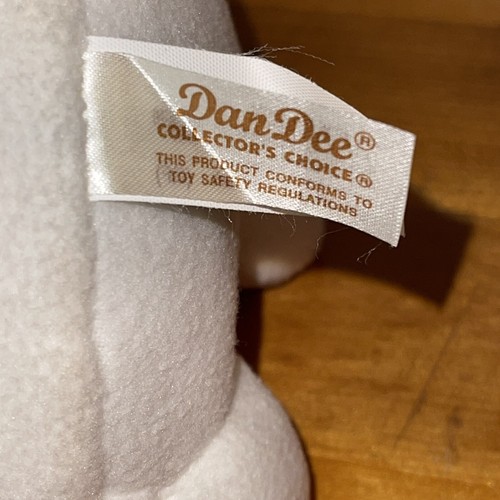 Dan Dee®
COLLECTOR'S CHOICE®
THIS PRODUCT CONFORMS TO
TOY SAFETY REGULATIONS